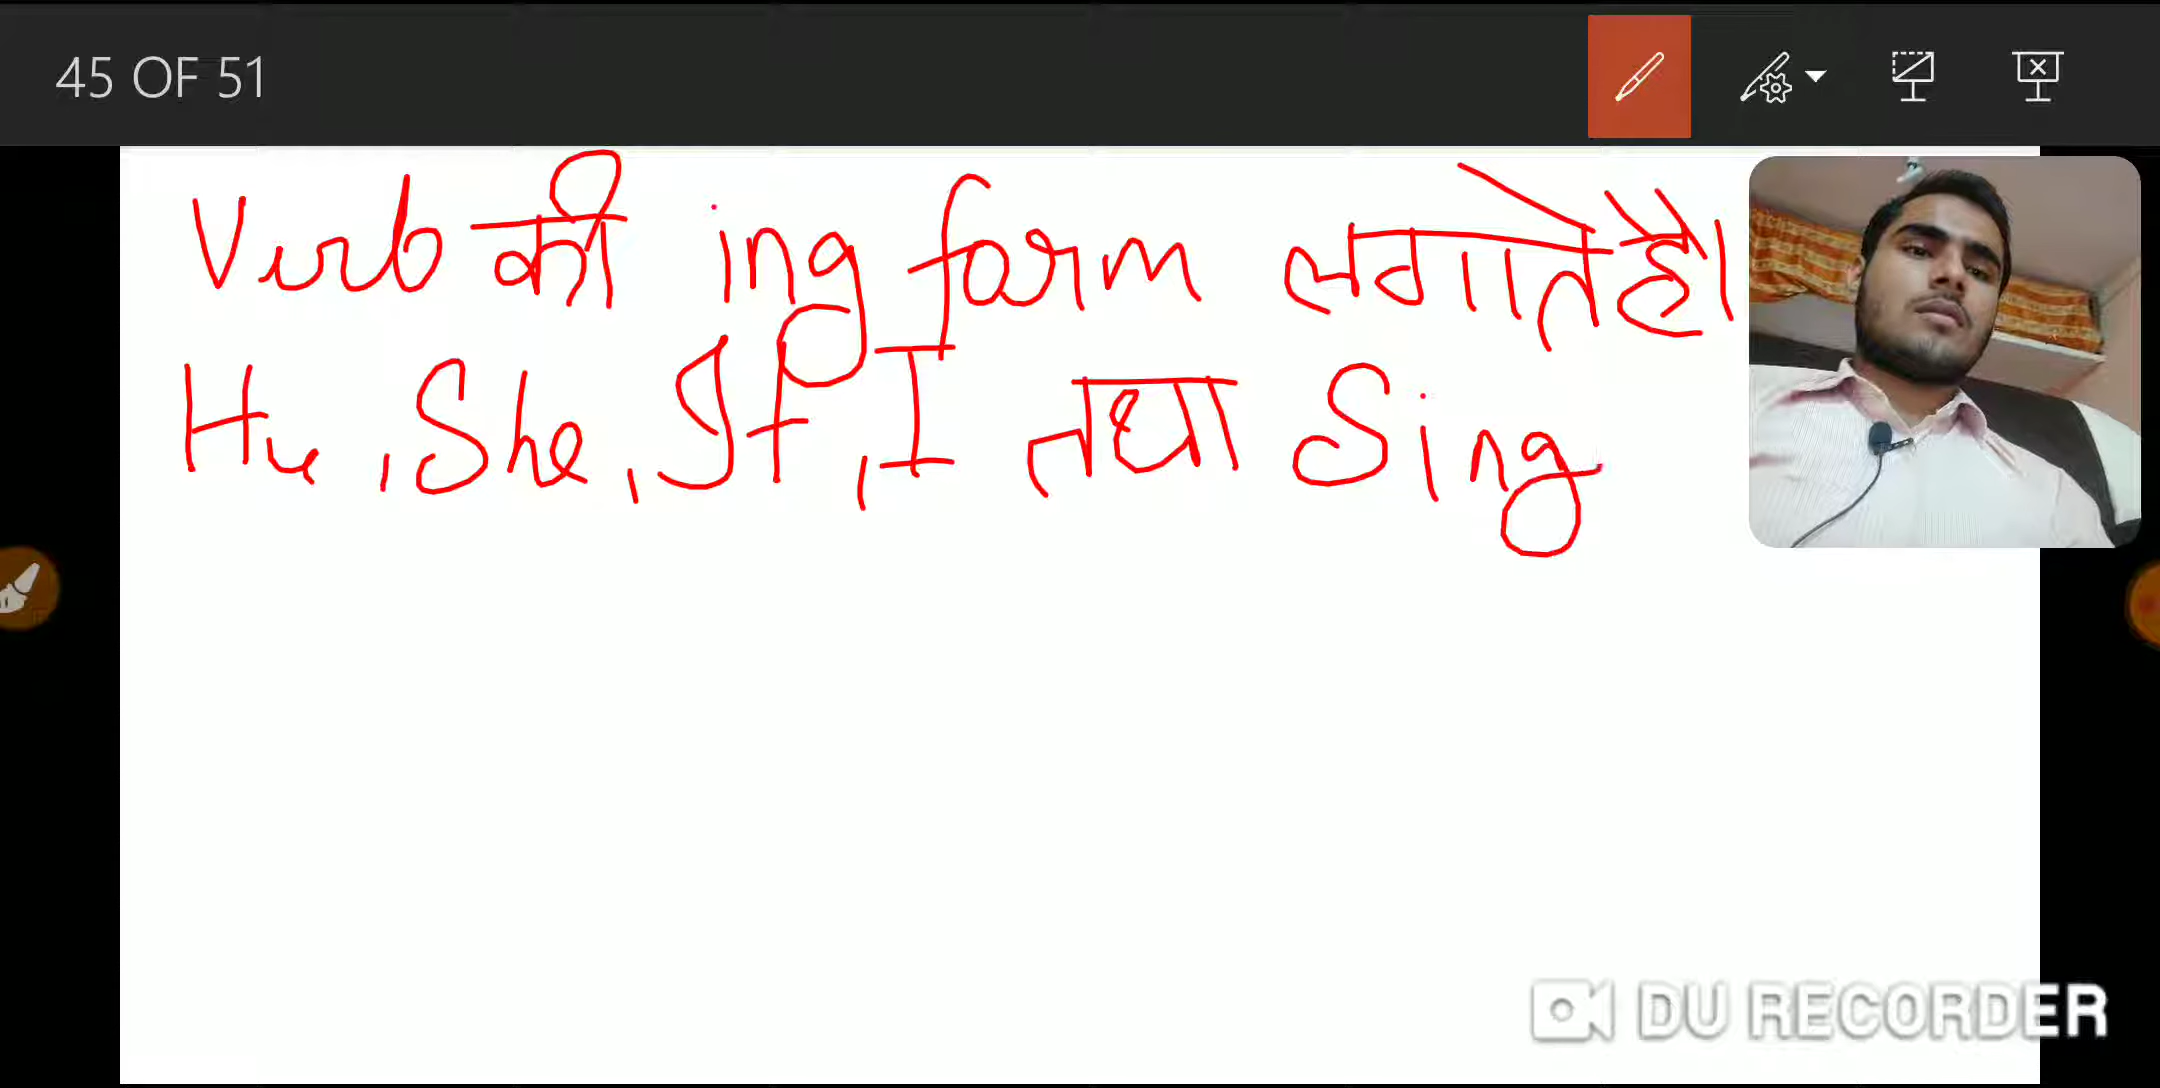 45 OF 51
Verb की ing form लगाते है।
He, She, It, I तथा Sing
DU RECORDER